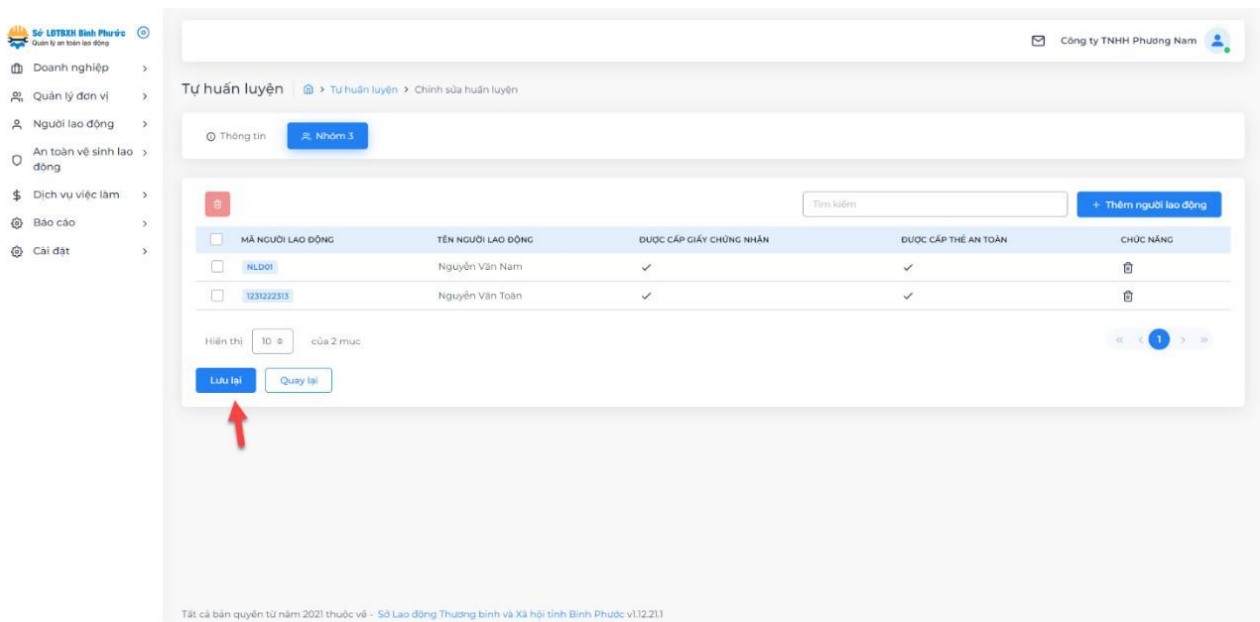 Sở LĐTBXH Bình Phước
Quản lý an toàn lao động
Công ty TNHH Phương Nam
Doanh nghiệp
Quản lý đơn vị
Người lao động
An toàn vệ sinh lao
động
Dịch vụ việc làm
Báo cáo
Cài đặt
Tự huấn luyện
Tự huấn luyện > Chỉnh sửa huấn luyện
Thông tin
Nhóm 3
Tìm kiếm
+ Thêm người lao động
MÃ NGƯỜI LAO ĐỘNG TÊN NGƯỜI LAO ĐỘNG ĐƯỢC CẤP GIẤY CHỨNG NHẬN ĐƯỢC CẤP THẺ AN TOÀN CHỨC NĂNG
NLD01 Nguyễn Văn Nam
1231222313 Nguyễn Văn Toàn
Hiển thị 10 của 2 mục
« < 1 > »
Lưu lại
Quay lại
Tất cả bản quyền từ năm 2021 thuộc về - Sở Lao động Thương binh và Xã hội tỉnh Bình Phước v1.12.21.1